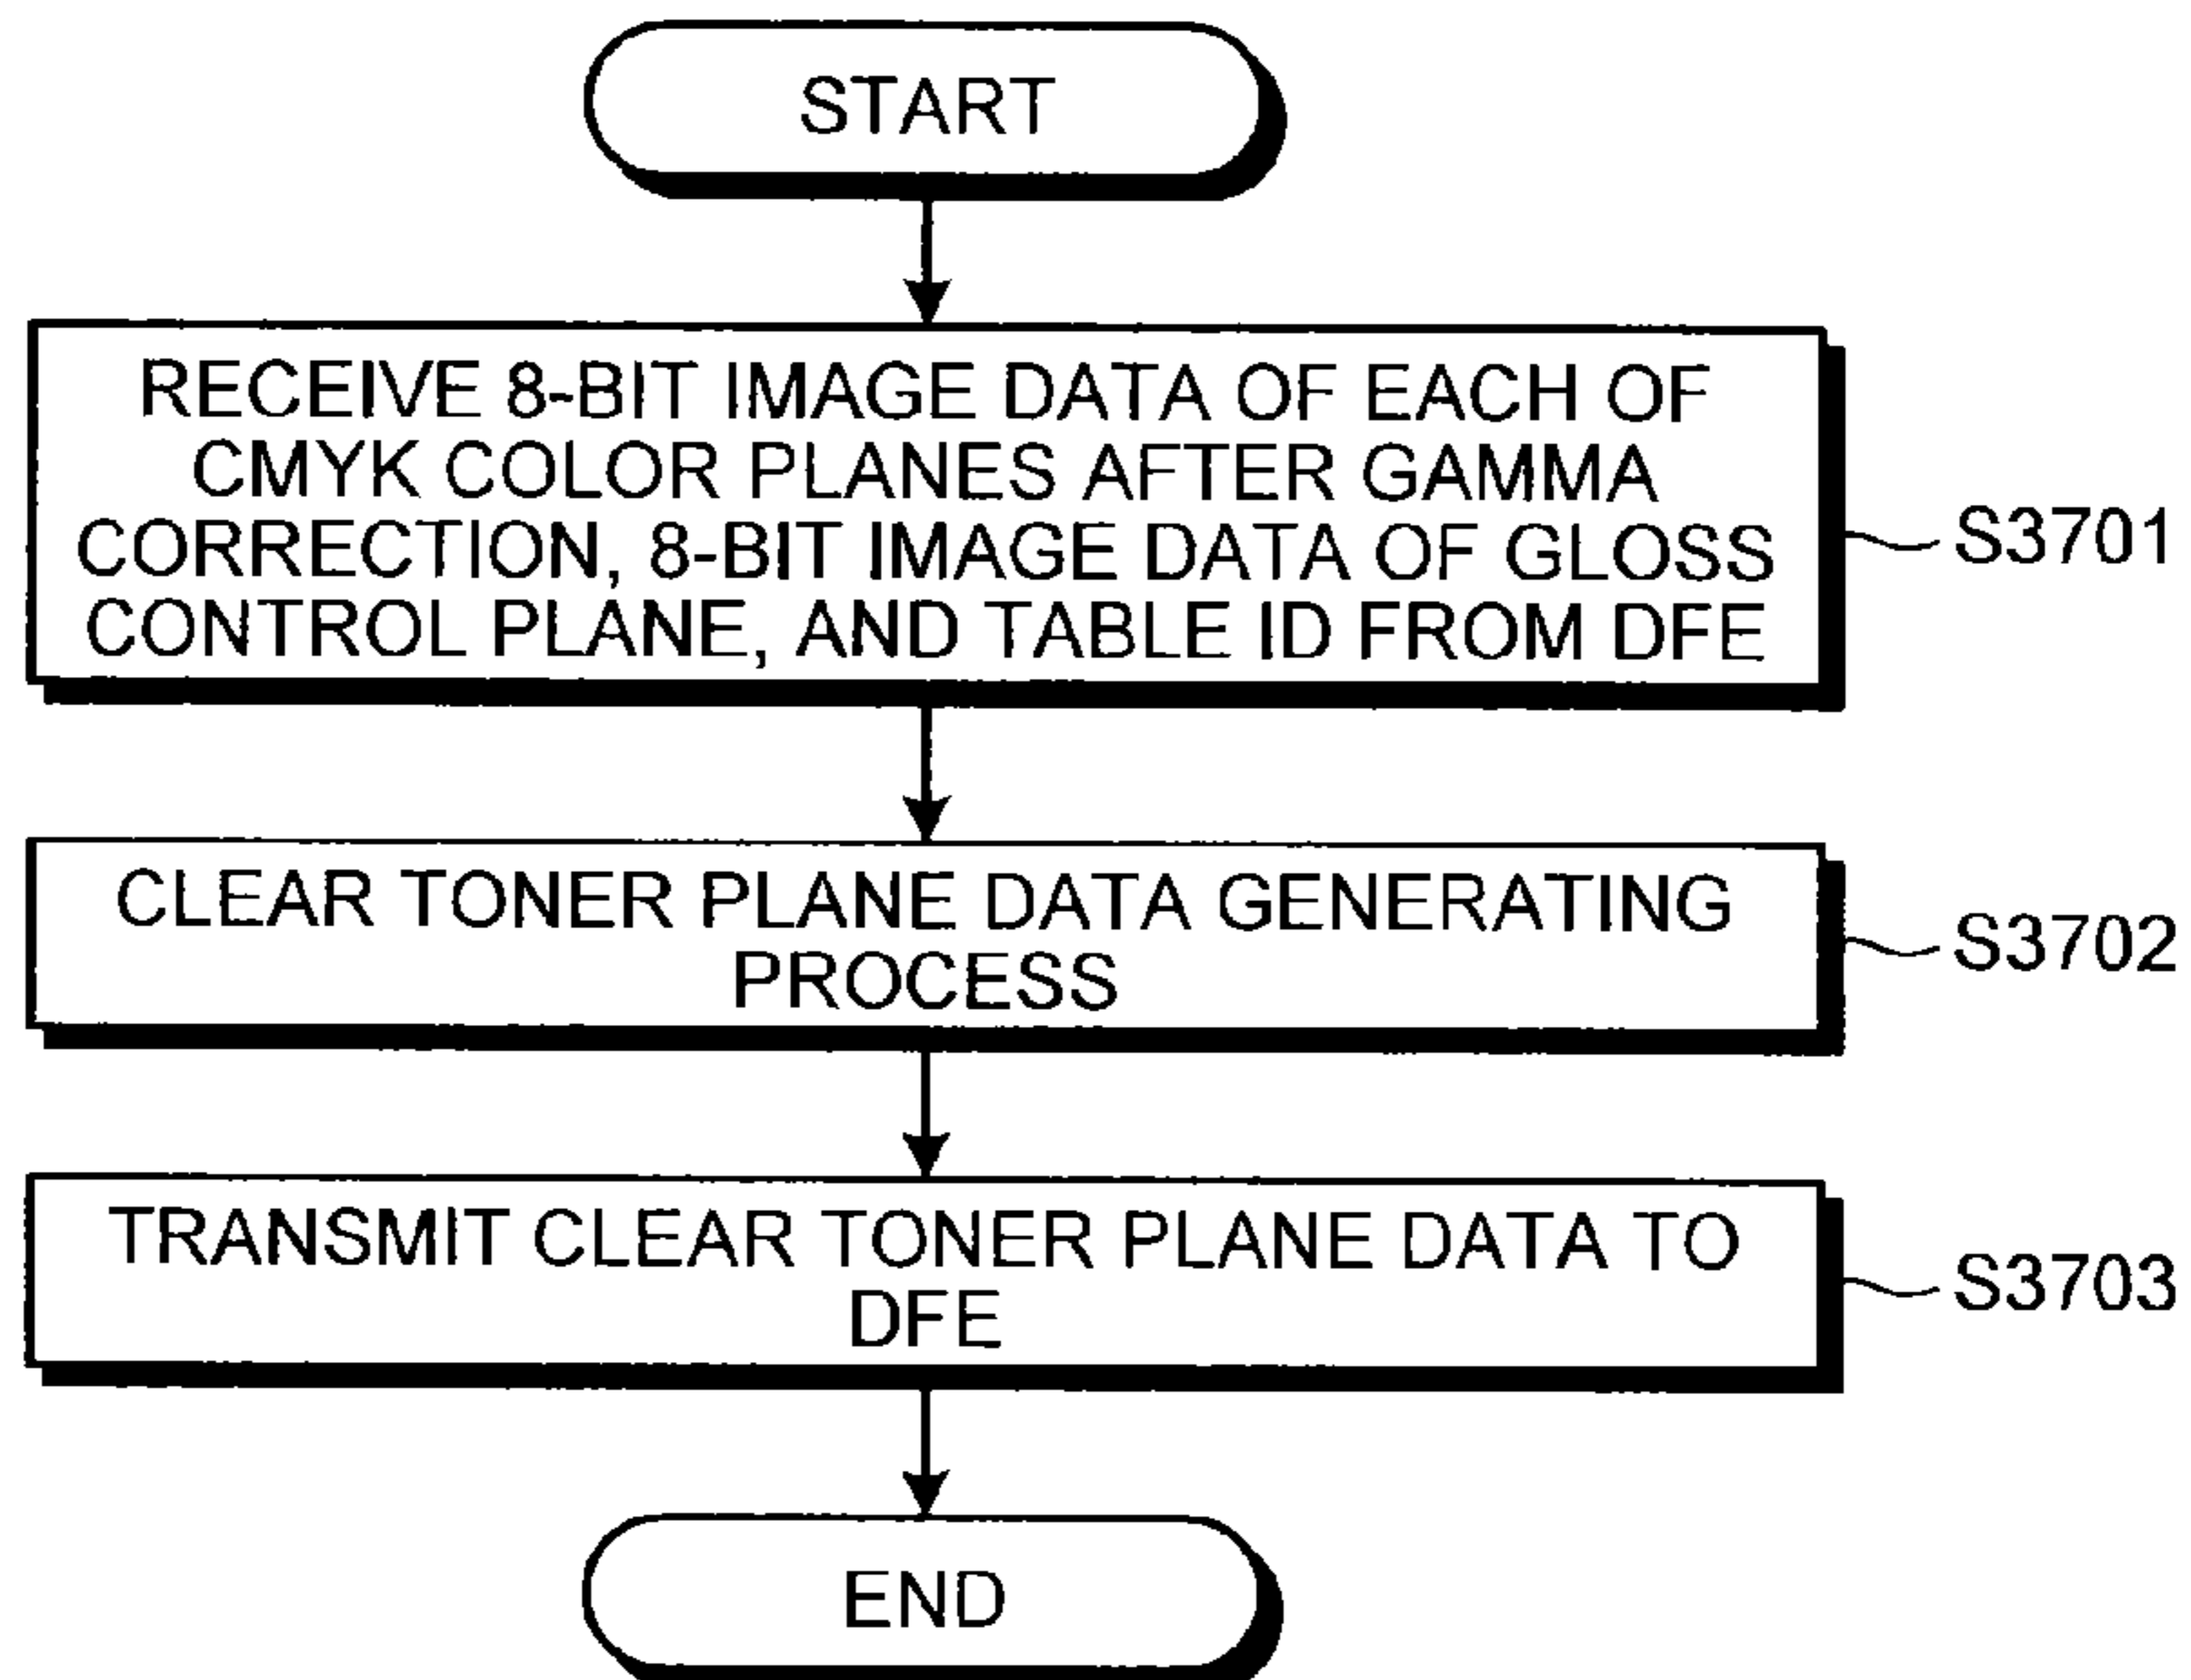 START
RECEIVE 8-BIT IMAGE DATA OF EACH OF
CMYK COLOR PLANES AFTER GAMMA
CORRECTION, 8-BIT IMAGE DATA OF GLOSS
CONTROL PLANE, AND TABLE ID FROM DFE
S3701
CLEAR TONER PLANE DATA GENERATING
PROCESS
S3702
TRANSMIT CLEAR TONER PLANE DATA TO
DFE
S3703
END